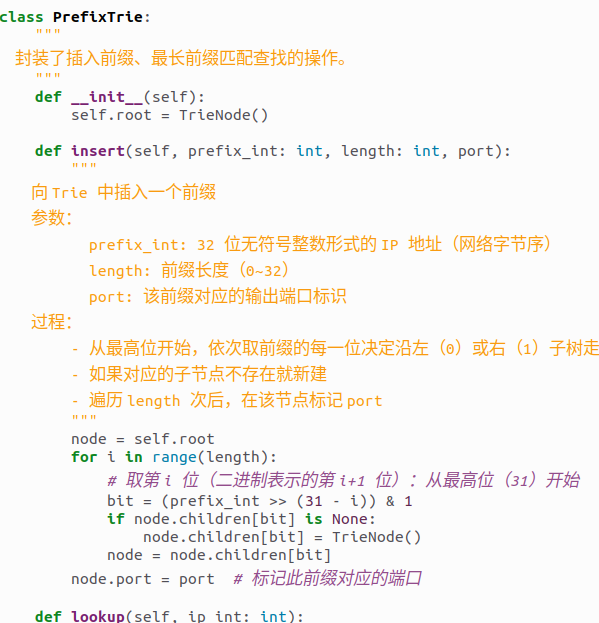 class PrefixTrie:
"""
封装了插入前缀、最长前缀匹配查找的操作。
"""
def __init__(self):
self.root = TrieNode()
def insert(self, prefix_int: int, length: int, port):
"""
向 Trie 中插入一个前缀
参数：
prefix_int: 32 位无符号整数形式的 IP 地址（网络字节序）
length: 前缀长度（0~32）
port: 该前缀对应的输出端口标识
过程：
- 从最高位开始，依次取前缀的每一位决定沿左（0）或右（1）子树走
- 如果对应的子节点不存在就新建
- 遍历 length 次后，在该节点标记 port
"""
node = self.root
for i in range(length):
# 取第 i 位（二进制表示的第 i+1 位）：从最高位（31）开始
bit = (prefix_int >> (31 - i)) & 1
if node.children[bit] is None:
node.children[bit] = TrieNode()
node = node.children[bit]
node.port = port  # 标记此前缀对应的端口
def lookup(self, ip_int: int):